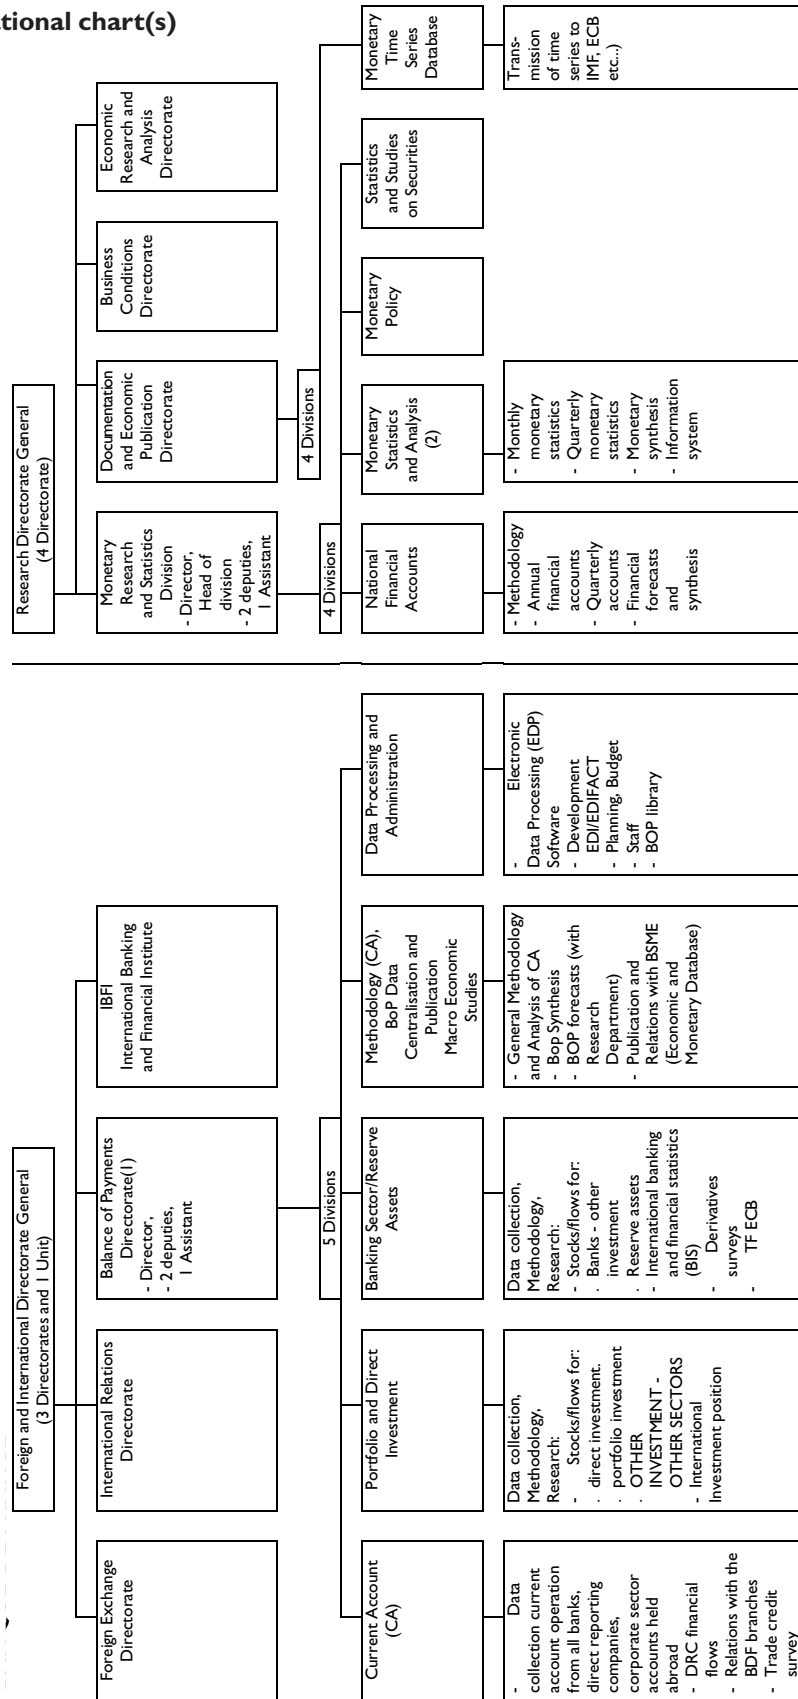 tional chart(s)
Foreign and International Directorate General
(3 Directorates and 1 Unit)
Foreign Exchange
Directorate
International Relations
Directorate
Balance of Payments
Directorate(1)
- Director,
- 2 deputies,
1 Assistant
IBFI
International Banking
and Financial Institute
5 Divisions
Current Account
(CA)
Portfolio and Direct
Investment
Banking Sector/Reserve
Assets
Methodology (CA),
BoP Data
Centralisation and
Publication
Macro Economic
Studies
Data Processing and
Administration
- Data
collection current
account operation
from all banks,
direct reporting
companies,
corporate sector
accounts held
abroad
- DRC financial
flows
- Relations with the
BDF branches
- Trade credit
survey
Data collection,
Methodology,
Research:
- Stocks/flows for:
. direct investment.
. portfolio investment
. OTHER
INVESTMENT -
OTHER SECTORS
- International
Investment position
Data collection,
Methodology,
Research:
- Stocks/flows for:
. Banks - other
investment
. Reserve assets
- International banking
and financial statistics
(BIS)
- Derivatives
surveys
- TF ECB
- General Methodology
and Analysis of CA
- Bop Synthesis
- BOP forecasts (with
Research
Department)
- Publication and
Relations with BSME
(Economic and
Monetary Database)
- Electronic
Data Processing (EDP)
Software
- Development
EDI/EDIFACT
- Planning, Budget
- Staff
- BOP library
Research Directorate General
(4 Directorate)
Monetary
Research
and Statistics
Division
- Director,
Head of
division
- 2 deputies,
1 Assistant
Documentation
and Economic
Publication
Directorate
Business
Conditions
Directorate
Economic
Research and
Analysis
Directorate
4 Divisions
4 Divisions
National
Financial
Accounts
Monetary
Statistics
and Analysis
(2)
Monetary
Policy
Statistics
and Studies
on Securities
Monetary
Time
Series
Database
- Methodology
- Annual
financial
accounts
- Quarterly
accounts
- Financial
forecasts
and
synthesis
- Monthly
monetary
statistics
- Quarterly
monetary
statistics
- Monetary
synthesis
- Information
system
Trans-
mission
of time
series to
IMF, ECB
etc...)